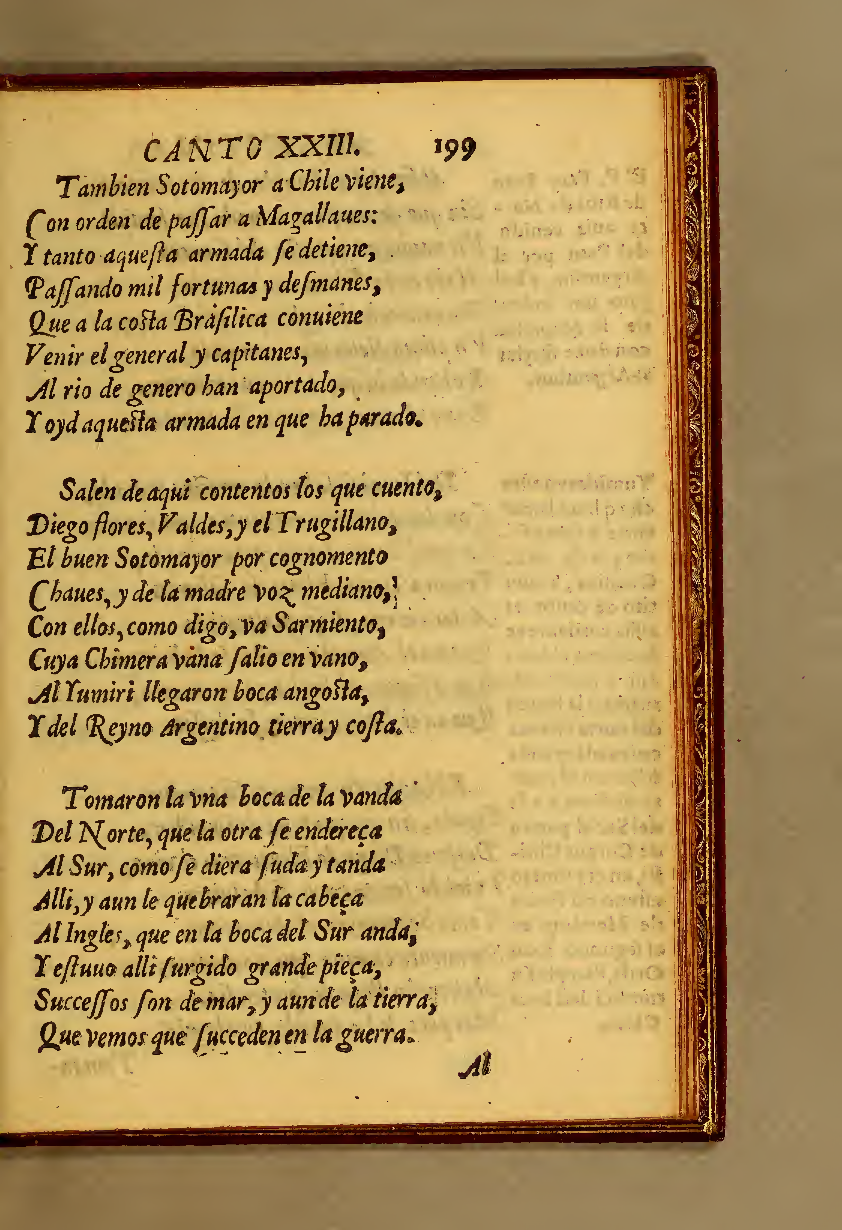 CANTO XXIII. 199
Tambien Sotomayor a Chile viene,
Con orden de paſſar a Magallaues:
Y tanto aqueſta armada ſe detiene,
Paſſando mil fortunas y deſmanes,
Que a la coſta Braſilica conuiene
Venir el general y capitanes,
Al rio de genero han aportado,
Y oyd aqueſta armada en que ha parado.
Salen de aqui contentos los que cuento,
Diego flores, Valdes, y el Trugillano,
El buen Sotomayor por cognomento
Chaues, y de la madre voz mediano,
Con ellos, como digo, va Sarmiento,
Cuya Chimera vana ſalio en vano,
Al Yumiri llegaron boca angoſta,
Y del Reyno Argentino tierra y coſta.
Tomaron la vna boca de la vanda
Del Norte, que la otra ſe endereça
Al Sur, como ſe diera ſuda y tanda
Alli, y aun le quebraran la cabeça
Al Ingles, que en la boca del Sur anda,
Y eſtuuo alli ſurgido grande pieça,
Succeſſos ſon de mar, y aun de la tierra,
Que vemos que ſucceden en la guerra.
Al